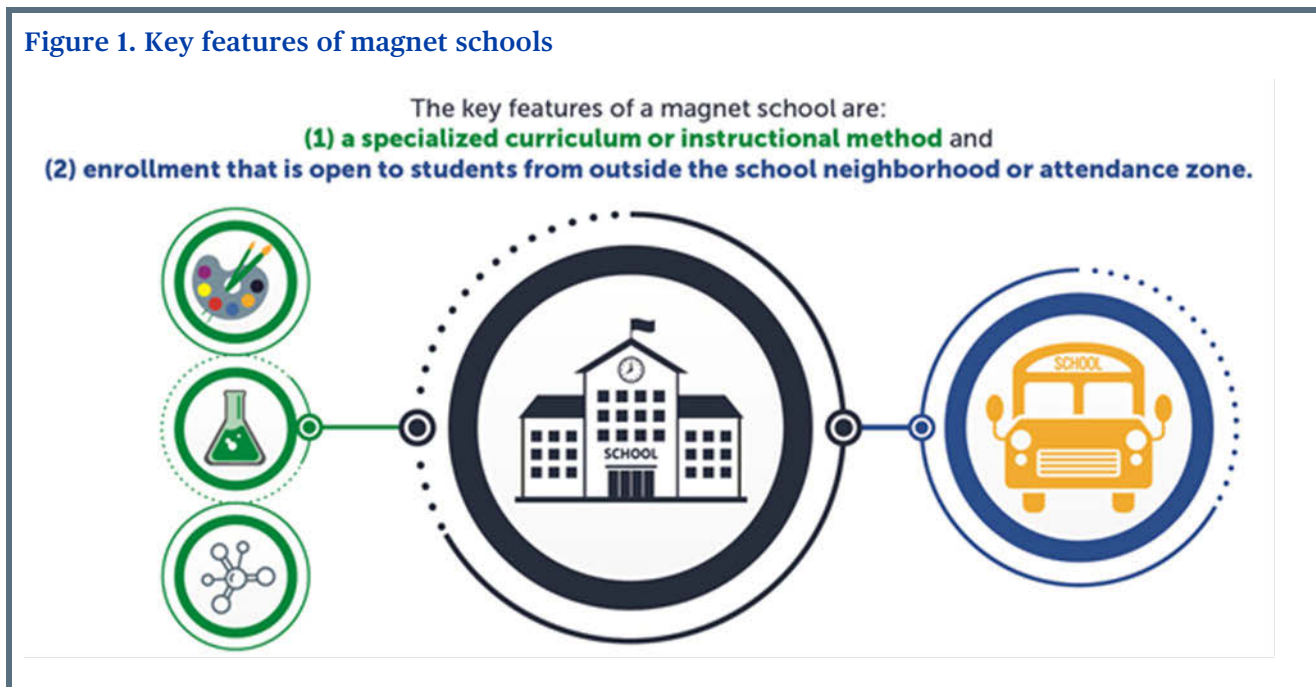 Figure 1. Key features of magnet schools
The key features of a magnet school are:
(1) a specialized curriculum or instructional method and
(2) enrollment that is open to students from outside the school neighborhood or attendance zone.
SCHOOL
SCHOOL